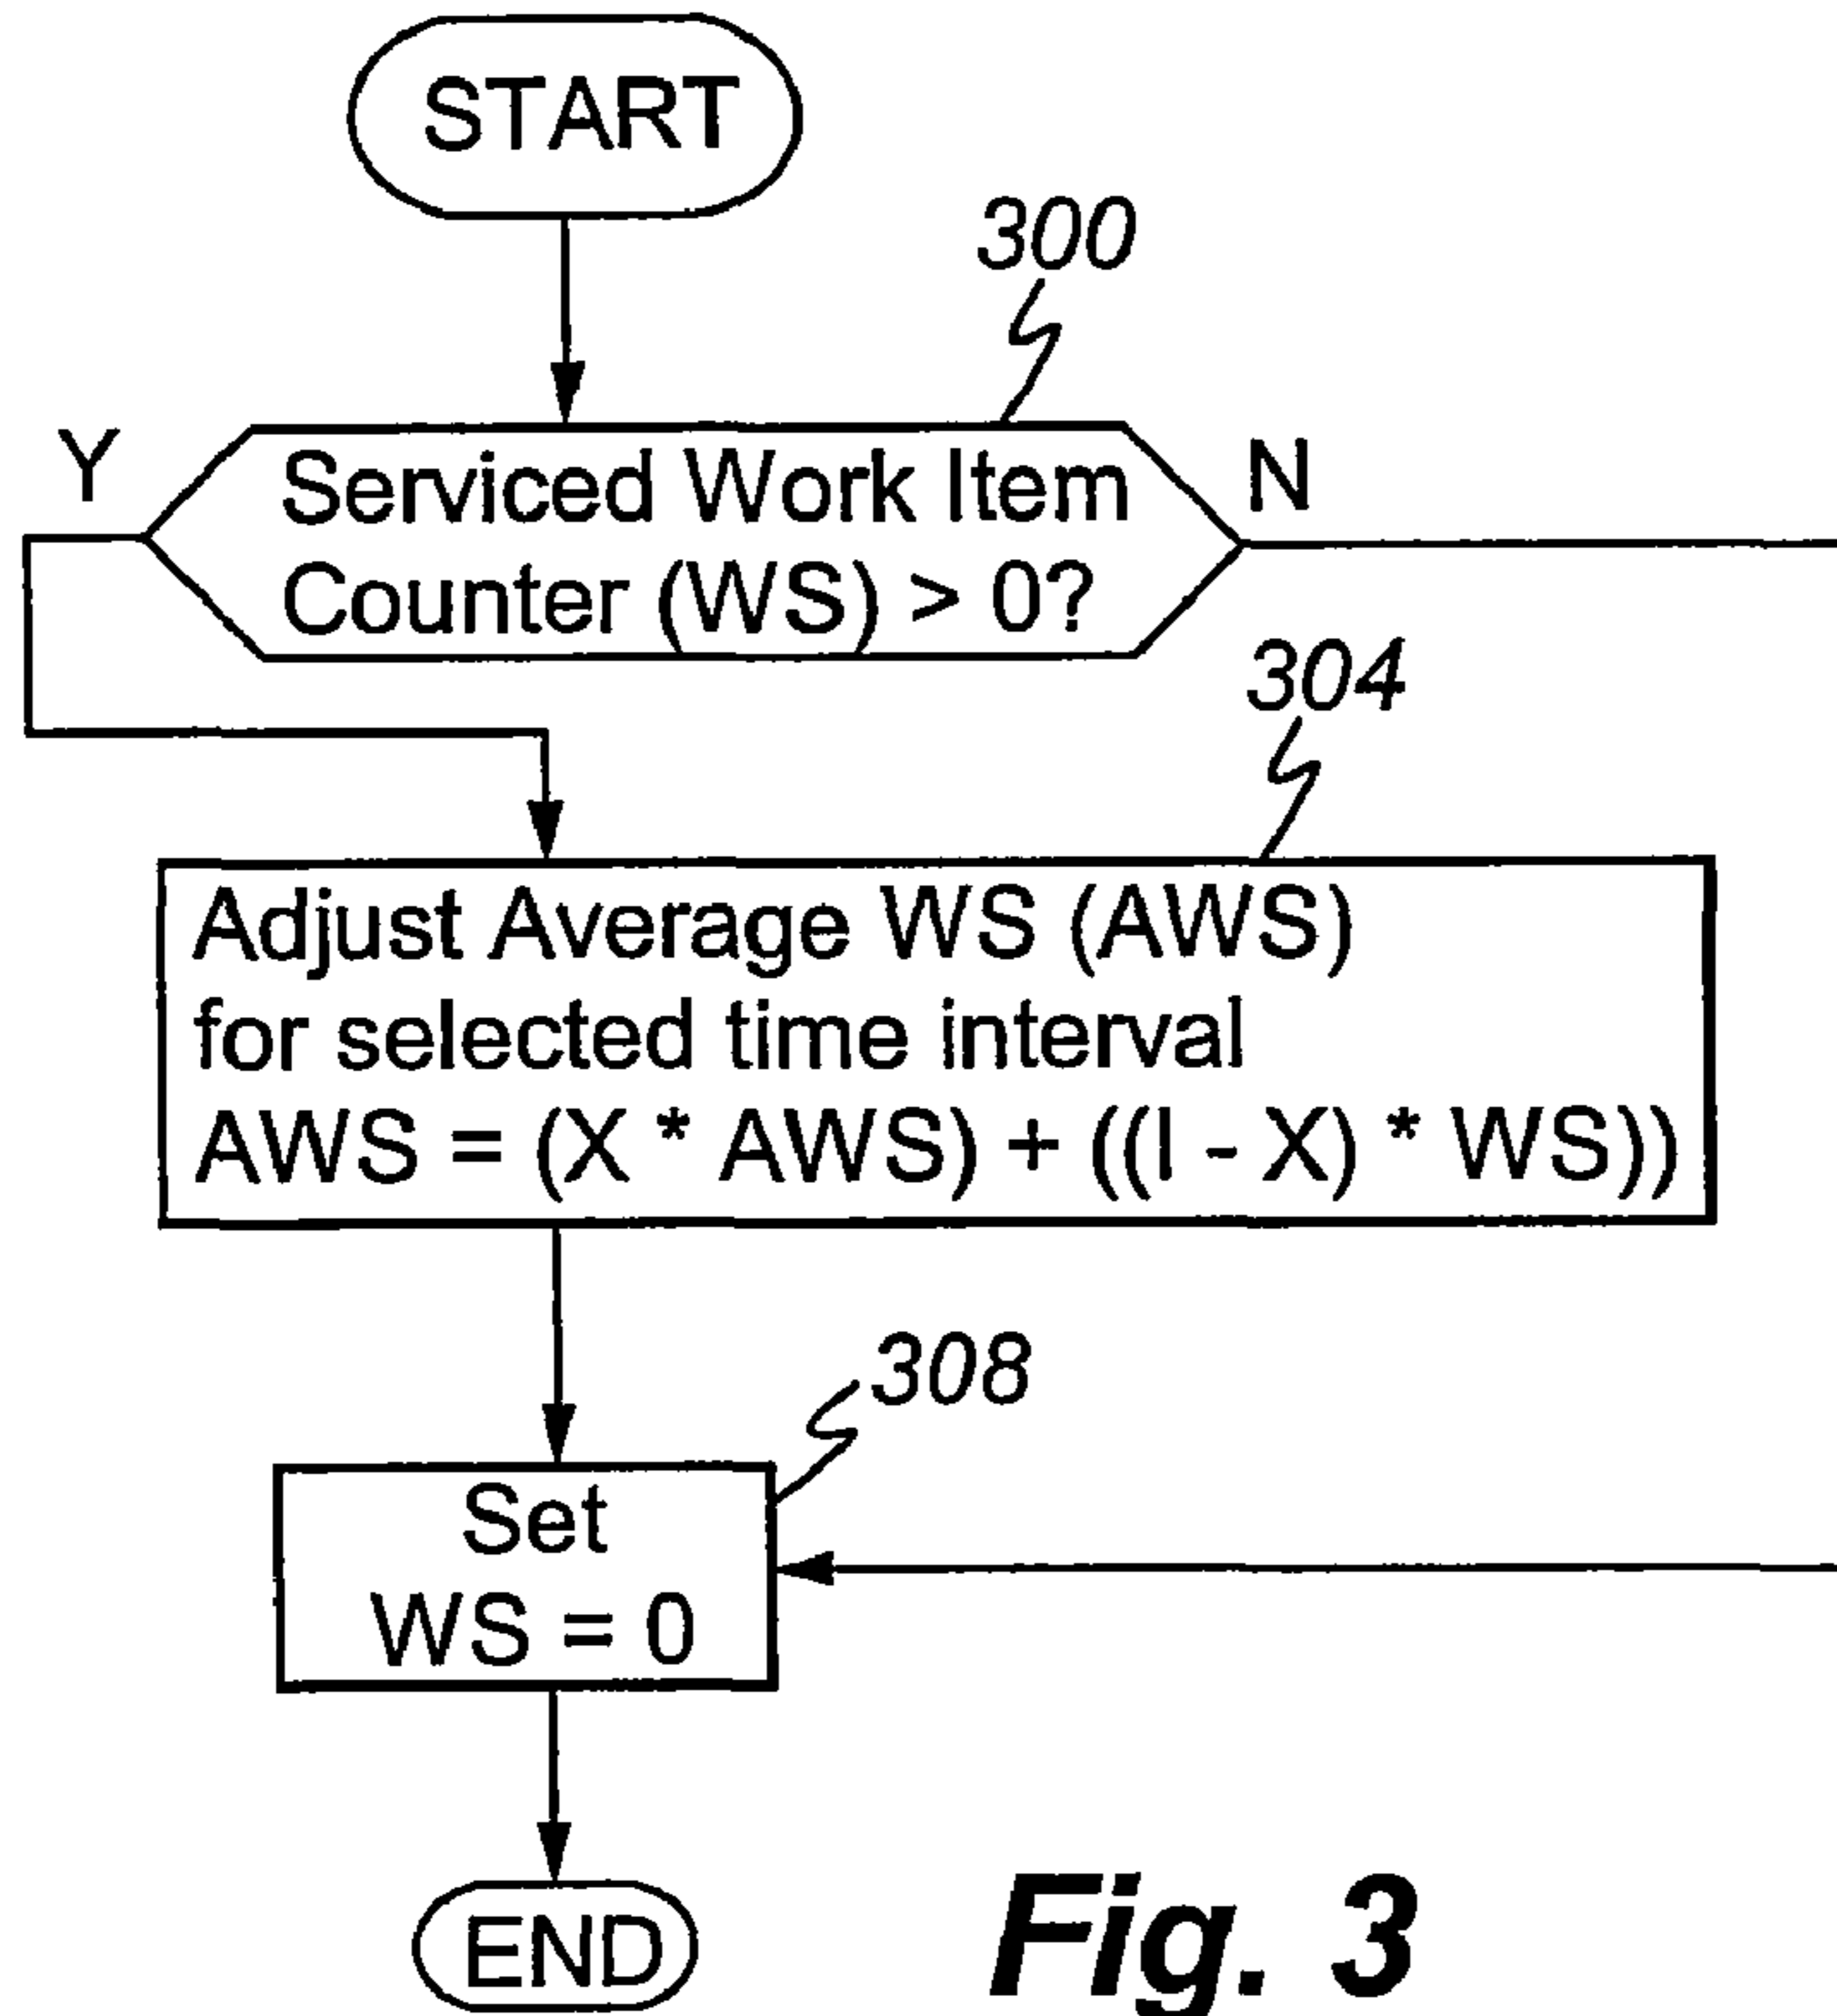 START
300
Y
N
Serviced Work Item
Counter (WS) > 0?
304
Adjust Average WS (AWS)
for selected time interval
AWS = (X * AWS) + ((I - X) * WS))
308
Set
WS = 0
END
Fig. 3